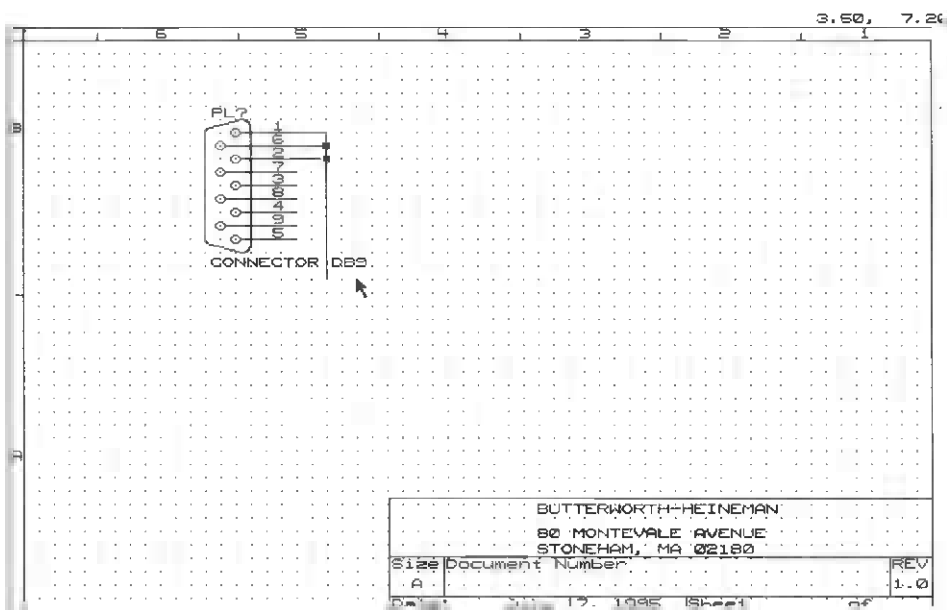 3.50, 7.20
6 5 4 3 2 1
B
PL?
1
6
2
7
3
8
4
9
5
CONNECTOR DB9
A
BUTTERWORTH-HEINEMAN
80 MONTEVALE AVENUE
STONEHAM, MA 02180
Size Document Number REV
A 1.0
17, 1995 Sheet of